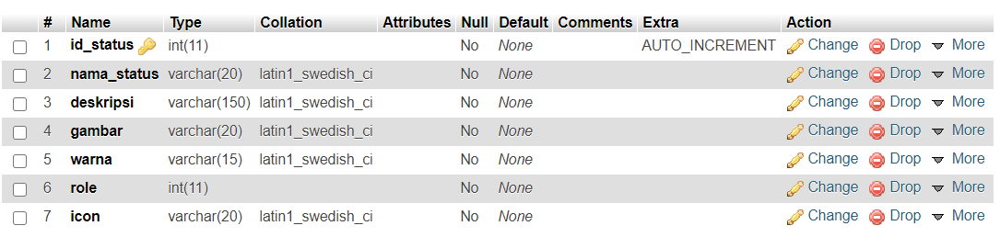 # Name Type Collation Attributes Null Default Comments Extra Action
1 id_status int(11) No None AUTO_INCREMENT Change Drop More
2 nama_status varchar(20) latin1_swedish_ci No None Change Drop More
3 deskripsi varchar(150) latin1_swedish_ci No None Change Drop More
4 gambar varchar(20) latin1_swedish_ci No None Change Drop More
5 warna varchar(15) latin1_swedish_ci No None Change Drop More
6 role int(11) No None Change Drop More
7 icon varchar(20) latin1_swedish_ci No None Change Drop More